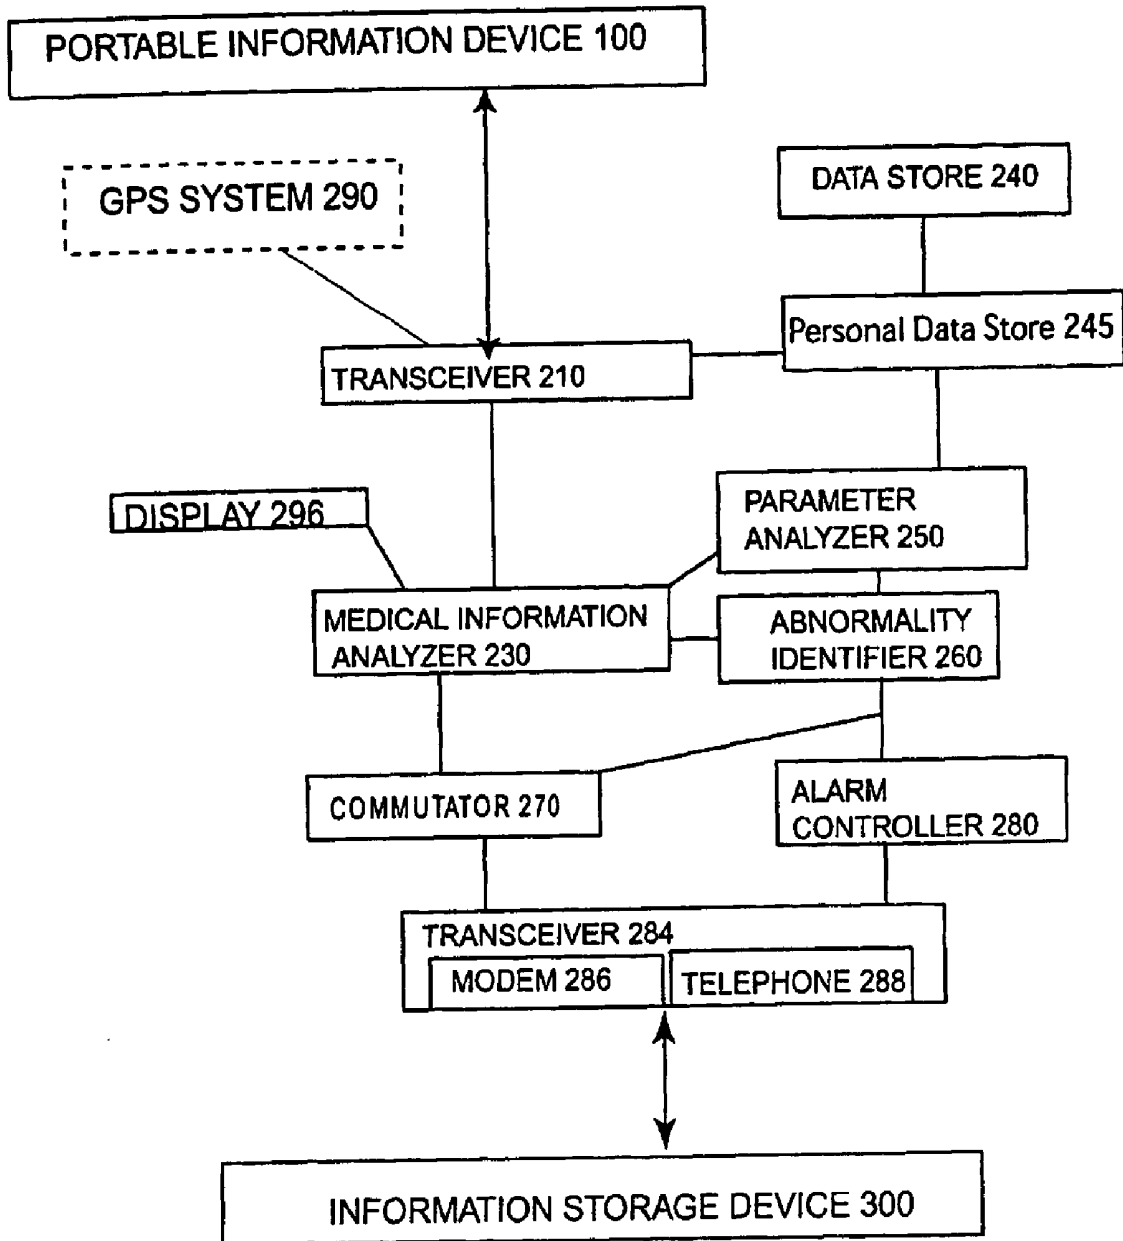 PORTABLE INFORMATION DEVICE 100
GPS SYSTEM 290
DATA STORE 240
Personal Data Store 245
TRANSCEIVER 210
DISPLAY 296
PARAMETER
ANALYZER 250
MEDICAL INFORMATION
ANALYZER 230
ABNORMALITY
IDENTIFIER 260
COMMUTATOR 270
ALARM
CONTROLLER 280
TRANSCEIVER 284
MODEM 286
TELEPHONE 288
INFORMATION STORAGE DEVICE 300